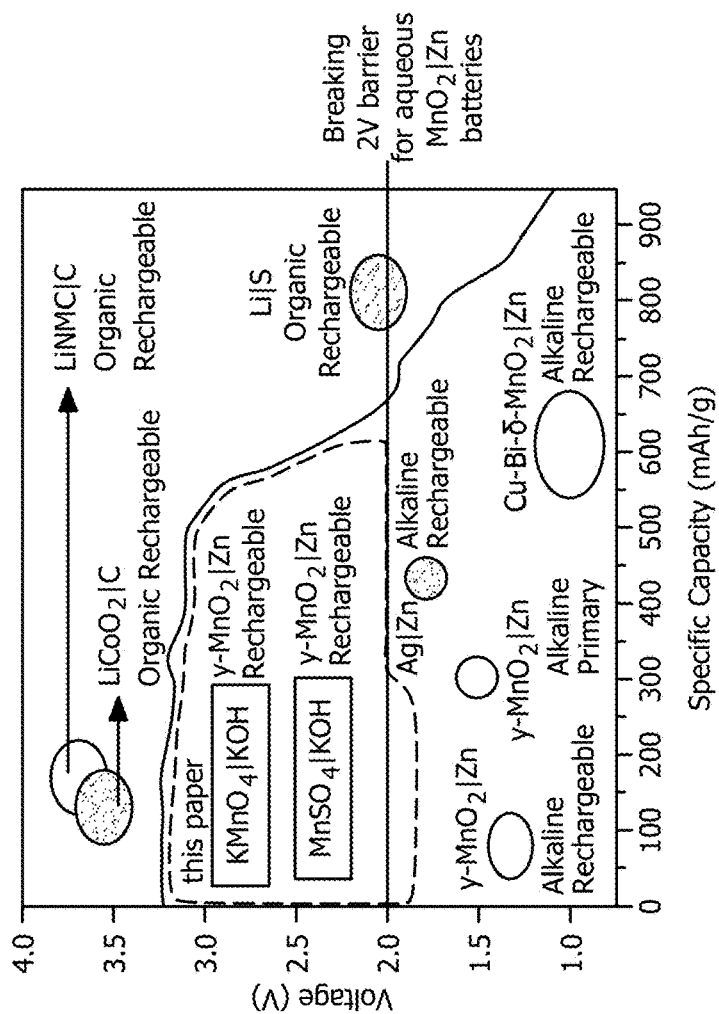 4.0
3.5
3.0
2.5
2.0
1.5
1.0
Voltage (V)
0
100
200
300
400
500
600
700
800
900
Specific Capacity (mAh/g)
LiNMC|C
Organic
Rechargeable
LiCoO2|C
Organic Rechargeable
this paper
KMnO4|KOH
y-MnO2|Zn
Rechargeable
MnSO4|KOH
y-MnO2|Zn
Rechargeable
Li|S
Organic
Rechargeable
Breaking
2V barrier
for aqueous
MnO2|Zn
batteries
Ag|Zn
Alkaline
Rechargeable
y-MnO2|Zn
Alkaline
Rechargeable
y-MnO2|Zn
Alkaline
Primary
Cu-Bi-δ-MnO2|Zn
Alkaline
Rechargeable